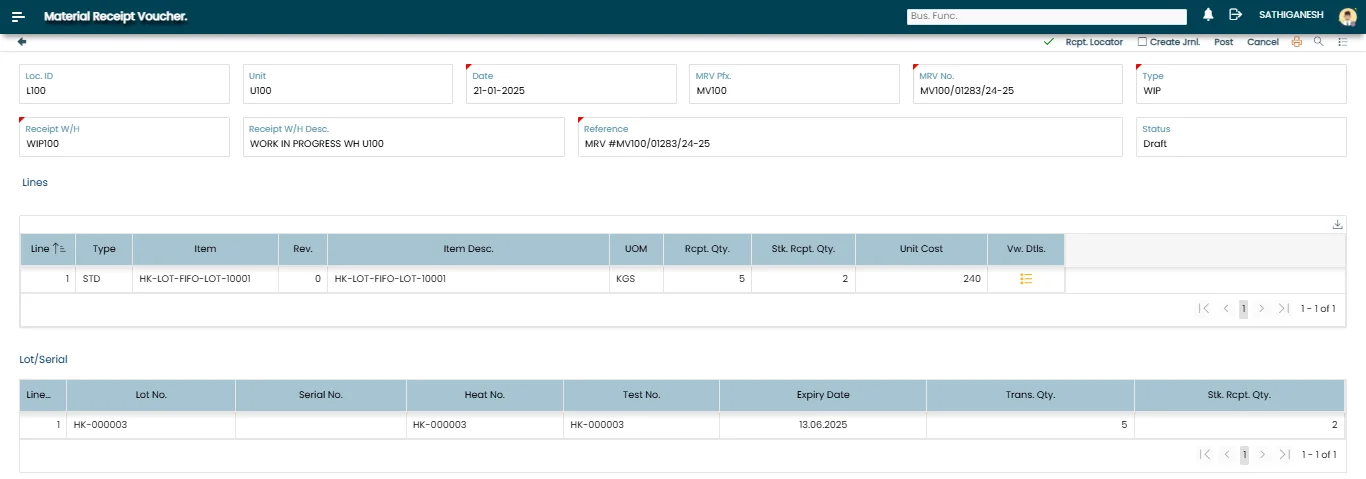 Material Receipt Voucher.
Bus. Func.
SATHIGANESH
Rcpt. Locator Create Jrnl. Post Cancel
Loc. ID Unit Date MRV Pfx. MRV No. Type
L100 U100 21-01-2025 MV100 MV100/01283/24-25 WIP
Receipt W/H Receipt W/H Desc. Reference Status
WIP100 WORK IN PROGRESS WH U100 MRV #MV100/01283/24-25 Draft
Lines
Line Type Item Rev. Item Desc. UOM Rcpt. Qty. Stk. Rcpt. Qty. Unit Cost Vw. Dtls.
1 STD HK-LOT-FIFO-LOT-10001 0 HK-LOT-FIFO-LOT-10001 KGS 5 2 240
1 1 - 1 of 1
Lot/Serial
Line... Lot No. Serial No. Heat No. Test No. Expiry Date Trans. Qty. Stk. Rcpt. Qty.
1 HK-000003 HK-000003 HK-000003 13.06.2025 5 2
1 1 - 1 of 1